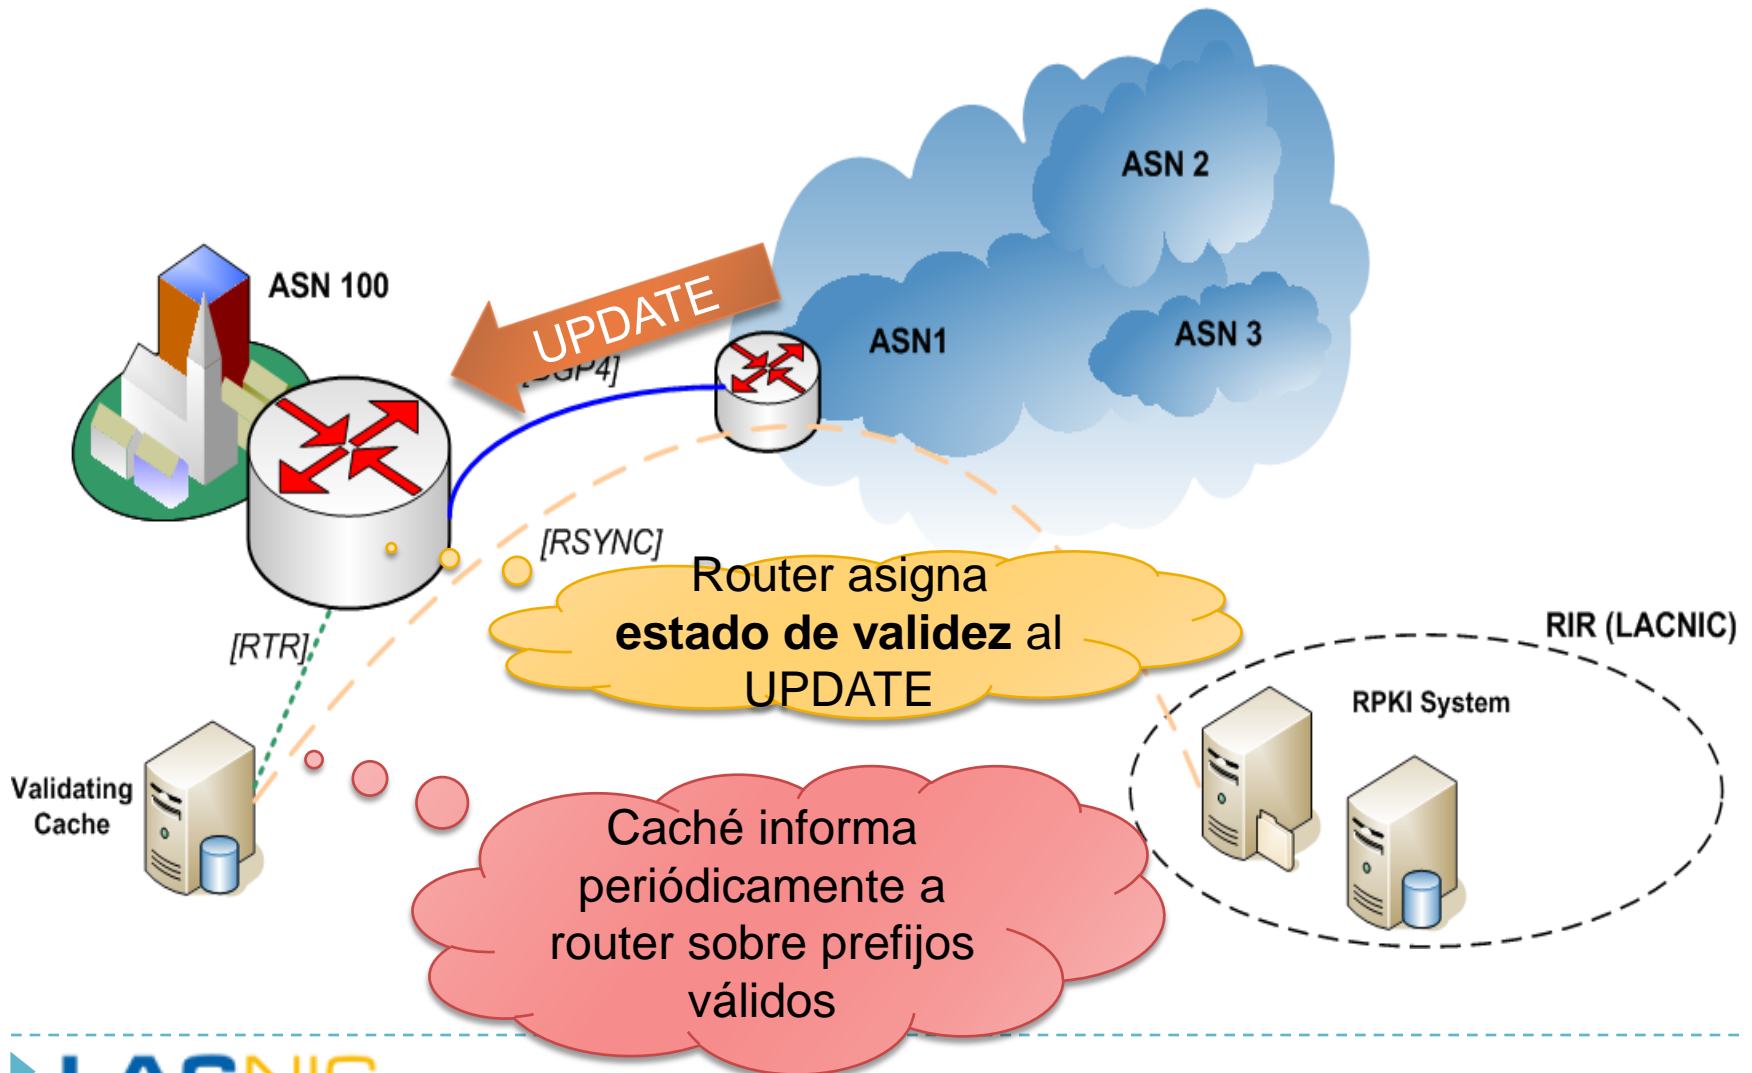 ASN 2
ASN 100
UPDATE
ASN1
ASN 3
[RSYNC]
Router asigna
estado de validez al
UPDATE
[RTR]
RIR (LACNIC)
RPKI System
Validating
Cache
Caché informa
periódicamente a
router sobre prefijos
válidos
LACNIC